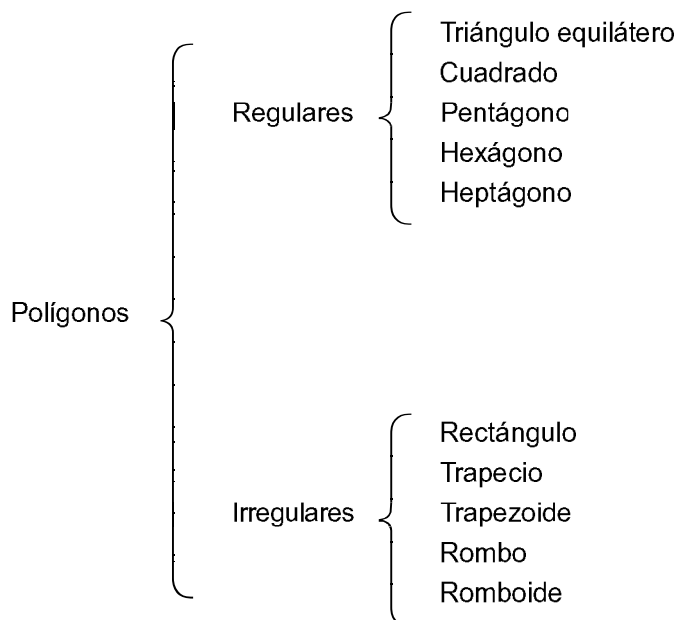 Polígonos
Regulares
Triángulo equilátero
Cuadrado
Pentágono
Hexágono
Heptágono
Irregulares
Rectángulo
Trapecio
Trapezoide
Rombo
Romboide